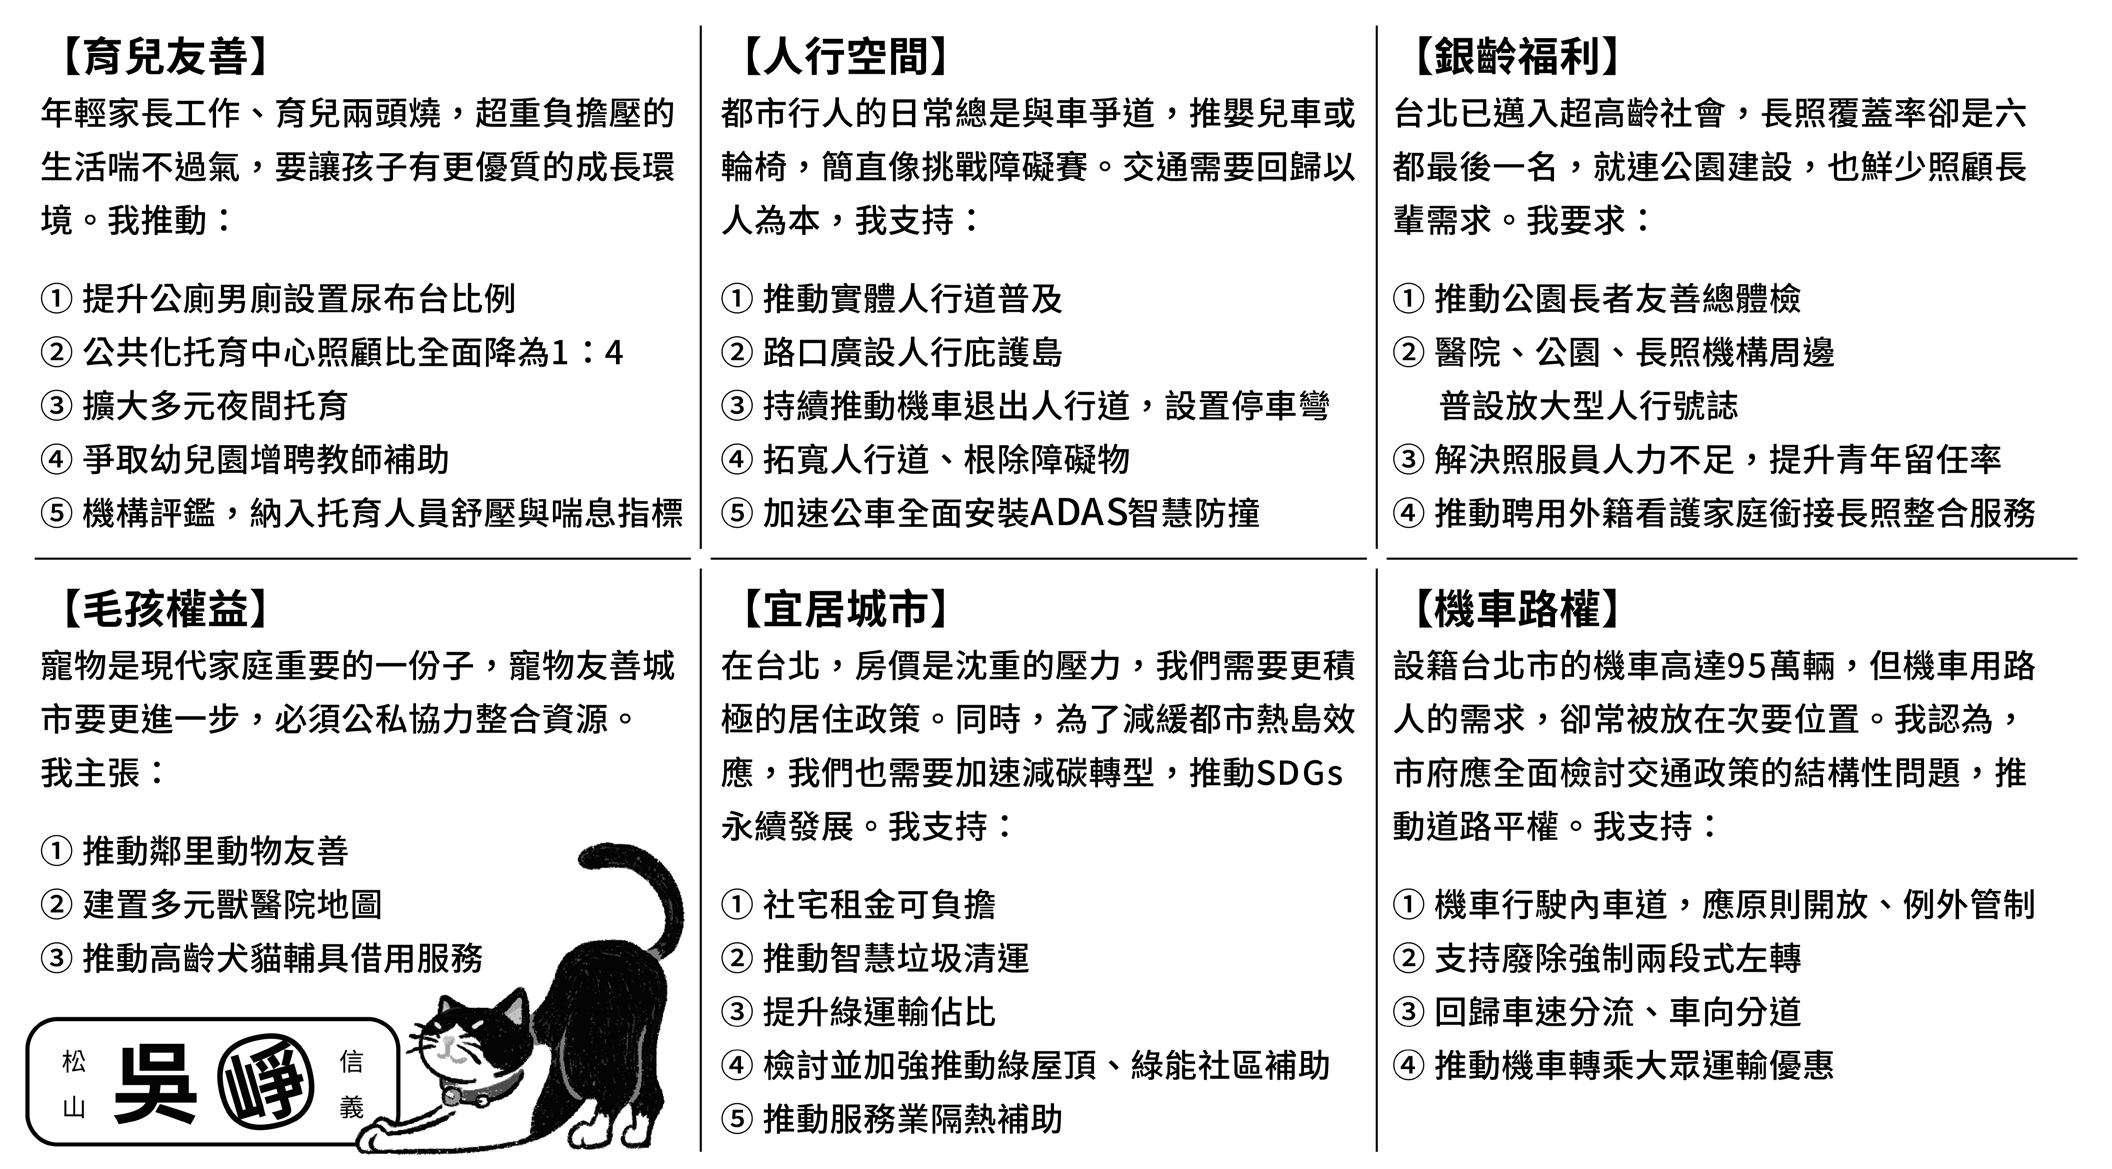 【育兒友善】
年輕家長工作、育兒兩頭燒，超重負擔壓的
生活喘不過氣，要讓孩子有更優質的成長環
境。我推動：
① 提升公廁男廁設置尿布台比例
② 公共化托育中心照顧比全面降為1：4
③ 擴大多元夜間托育
④ 爭取幼兒園增聘教師補助
⑤ 機構評鑑，納入托育人員舒壓與喘息指標
【人行空間】
都市行人的日常總是與車爭道，推嬰兒車或
輪椅，簡直像挑戰障礙賽。交通需要回歸以
人為本，我支持：
① 推動實體人行道普及
② 路口廣設人行庇護島
③ 持續推動機車退出人行道，設置停車彎
④ 拓寬人行道、根除障礙物
⑤ 加速公車全面安裝ADAS智慧防撞
【銀齡福利】
台北已邁入超高齡社會，長照覆蓋率卻是六
都最後一名，就連公園建設，也鮮少照顧長
輩需求。我要求：
① 推動公園長者友善總體檢
② 醫院、公園、長照機構周邊
普設放大型人行號誌
③ 解決照服員人力不足，提升青年留任率
④ 推動聘用外籍看護家庭銜接長照整合服務
【毛孩權益】
寵物是現代家庭重要的一份子，寵物友善城
市要更進一步，必須公私協力整合資源。
我主張：
① 推動鄰里動物友善
② 建置多元獸醫院地圖
③ 推動高齡犬貓輔具借用服務
松山 吳崢 信義
【宜居城市】
在台北，房價是沈重的壓力，我們需要更積
極的居住政策。同時，為了減緩都市熱島效
應，我們也需要加速減碳轉型，推動SDGs
永續發展。我支持：
① 社宅租金可負擔
② 推動智慧垃圾清運
③ 提升綠運輸佔比
④ 檢討並加強推動綠屋頂、綠能社區補助
⑤ 推動服務業隔熱補助
【機車路權】
設籍台北市的機車高達95萬輛，但機車用路
人的需求，卻常被放在次要位置。我認為，
市府應全面檢討交通政策的結構性問題，推
動道路平權。我支持：
① 機車行駛內車道，應原則開放、例外管制
② 支持廢除強制兩段式左轉
③ 回歸車速分流、車向分道
④ 推動機車轉乘大眾運輸優惠